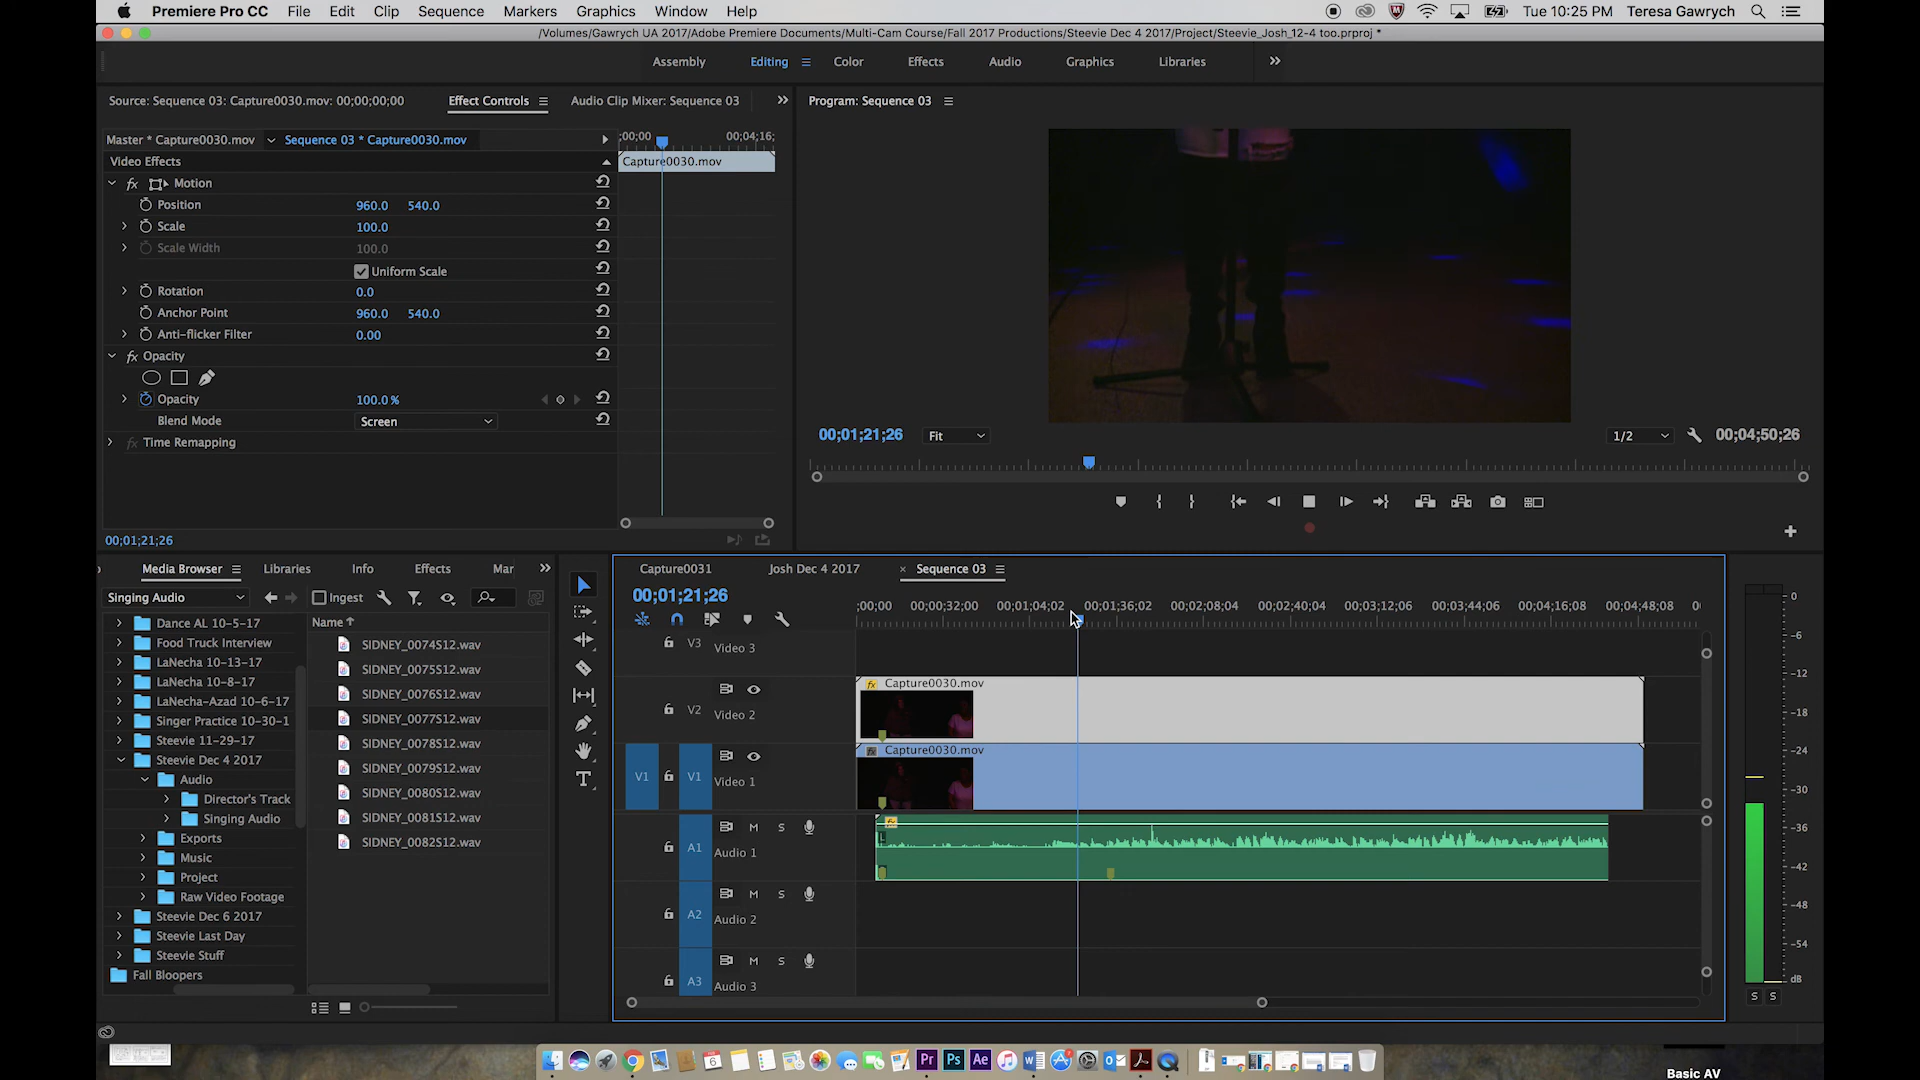 Premiere Pro CC File Edit Clip Sequence Markers Graphics Window Help Tue 10:25 PM Teresa Gawrych
/Volumes/Gawrych UA 2017/Adobe Premiere Documents/Multi-Cam Course/Fall 2017 Productions/Steevie Dec 4 2017/Project/Steevie_Josh_12-4 too.prproj *
Assembly Editing Color Effects Audio Graphics Libraries
Source: Sequence 03: Capture0030.mov: 00;00;00;00 Effect Controls Audio Clip Mixer: Sequence 03 Program: Sequence 03
Master * Capture0030.mov Sequence 03 * Capture0030.mov ;00;00 00;04;16;
Video Effects Capture0030.mov
fx Motion
Position 960.0 540.0
Scale 100.0
Scale Width 100.0
Uniform Scale
Rotation 0.0
Anchor Point 960.0 540.0
Anti-flicker Filter 0.00
fx Opacity
Opacity 100.0 %
Blend Mode Screen
fx Time Remapping
00;01;21;26 Fit 1/2 00;04;50;26
00;01;21;26
Media Browser Libraries Info Effects Mar Capture0031 Josh Dec 4 2017 × Sequence 03
Singing Audio Ingest 00;01;21;26
;00;00 00;00;32;00 00;01;04;02 00;01;36;02 00;02;08;04 00;02;40;04 00;03;12;06 00;03;44;06 00;04;16;08 00;04;48;08 00
Name
Dance AL 10-5-17
Food Truck Interview
LaNecha 10-13-17
LaNecha 10-8-17
LaNecha-Azad 10-6-17
Singer Practice 10-30-1
Steevie 11-29-17
Steevie Dec 4 2017
Audio
Director's Track
Singing Audio
Exports
Music
Project
Raw Video Footage
Steevie Dec 6 2017
Steevie Last Day
Steevie Stuff
Fall Bloopers
SIDNEY_0074S12.wav
SIDNEY_0075S12.wav
SIDNEY_0076S12.wav
SIDNEY_0077S12.wav
SIDNEY_0078S12.wav
SIDNEY_0079S12.wav
SIDNEY_0080S12.wav
SIDNEY_0081S12.wav
SIDNEY_0082S12.wav
V3 Video 3
fx Capture0030.mov
V2 Video 2
fx Capture0030.mov
V1 V1 Video 1
M S
A1 Audio 1
L
M S
A2 Audio 2
M S
A3 Audio 3
0
-6
-12
-18
-24
-30
-36
-42
-48
-54
dB
S S
T
6
Pr Ps Ae
Basic AV